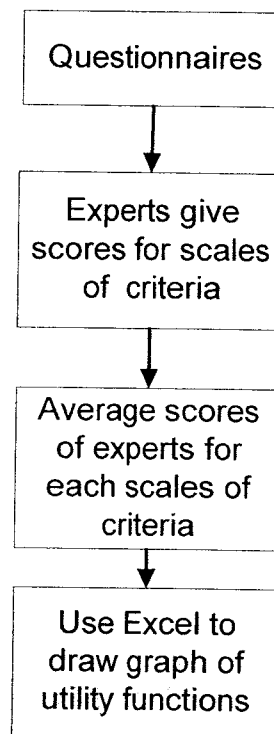 Questionnaires
Experts give
scores for scales
of criteria
Average scores
of experts for
each scales of
criteria
Use Excel to
draw graph of
utility functions